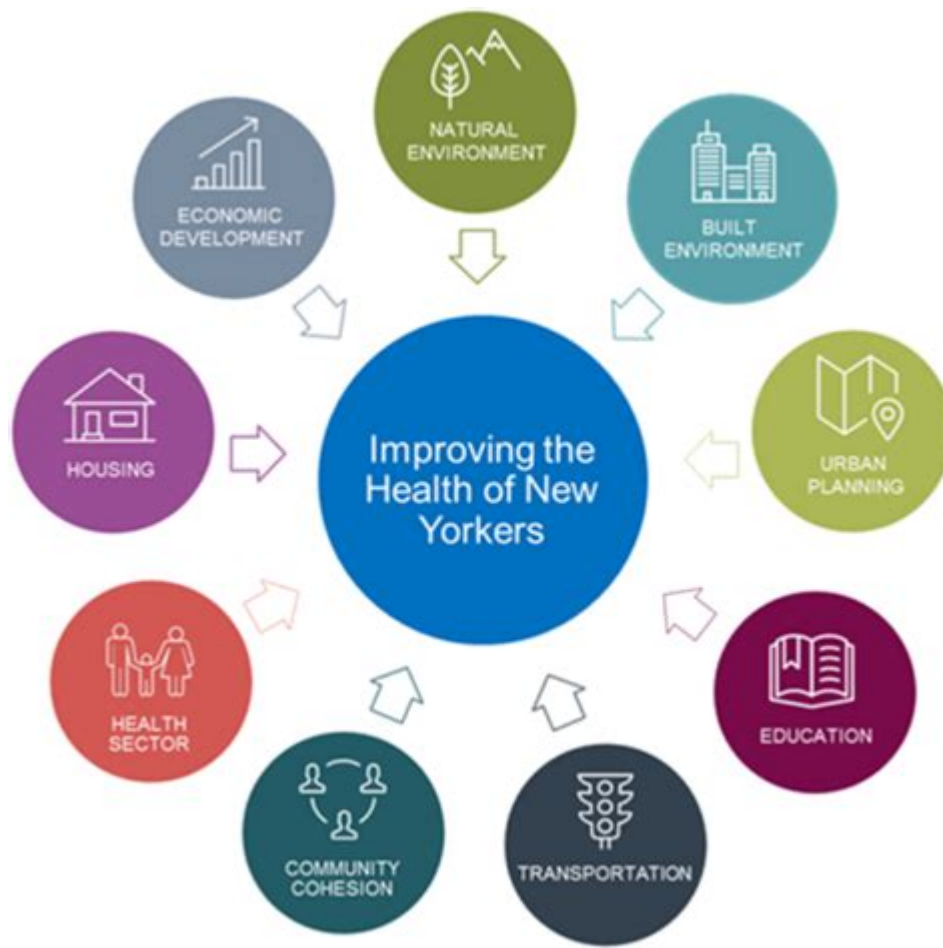 NATURAL
ENVIRONMENT
BUILT
ENVIRONMENT
URBAN
PLANNING
EDUCATION
TRANSPORTATION
COMMUNITY
COHESION
HEALTH
SECTOR
HOUSING
ECONOMIC
DEVELOPMENT
Improving the
Health of New
Yorkers